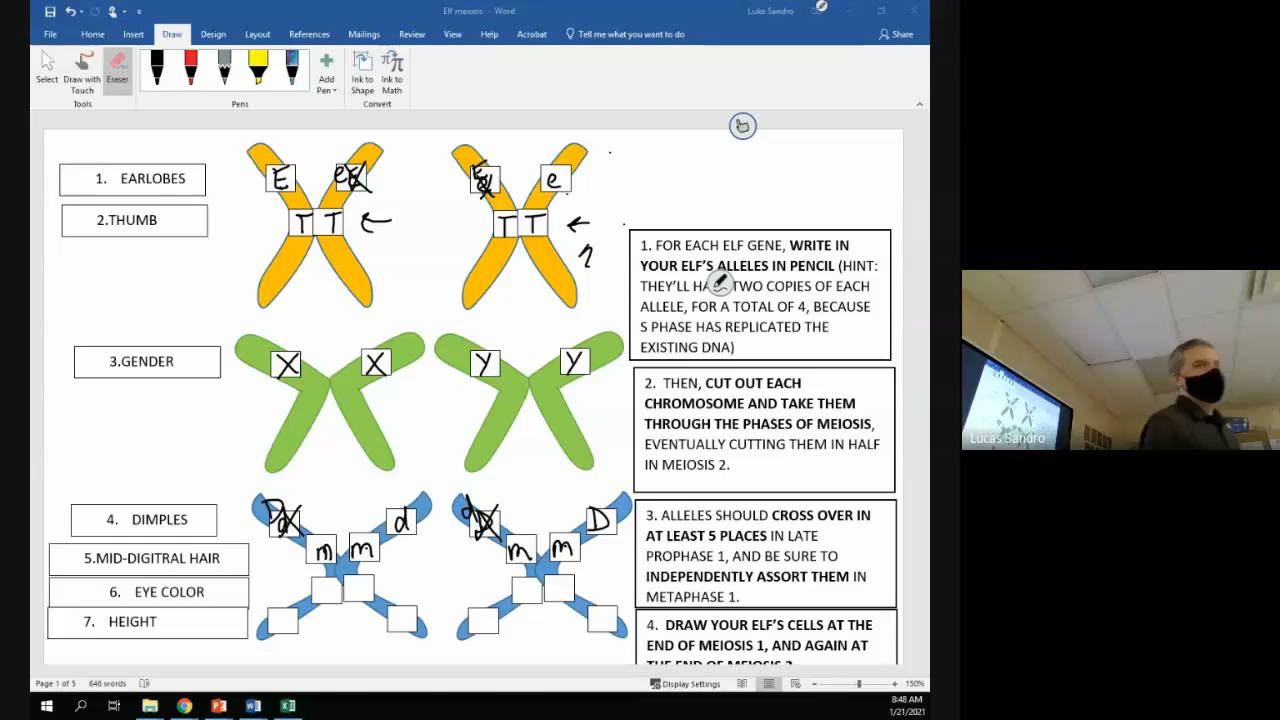 Elf meiosis - Word
Luke Sandro
File Home Insert Draw Design Layout References Mailings Review View Help Acrobat Tell me what you want to do Share
Select Draw with Touch Eraser Add Pen Ink to Shape Ink to Math
Tools Pens Convert
1. EARLOBES
E e E e
2.THUMB
T T T T
1. FOR EACH ELF GENE, WRITE IN
YOUR ELF'S ALLELES IN PENCIL (HINT:
THEY'LL TWO COPIES OF EACH
ALLELE, FOR A TOTAL OF 4, BECAUSE
S PHASE HAS REPLICATED THE
EXISTING DNA)
3.GENDER
X X Y Y
2. THEN, CUT OUT EACH
CHROMOSOME AND TAKE THEM
THROUGH THE PHASES OF MEIOSIS,
EVENTUALLY CUTTING THEM IN HALF
IN MEIOSIS 2.
4. DIMPLES
D d d D
5.MID-DIGITRAL HAIR
m m m m
6. EYE COLOR
7. HEIGHT
3. ALLELES SHOULD CROSS OVER IN
AT LEAST 5 PLACES IN LATE
PROPHASE 1, AND BE SURE TO
INDEPENDENTLY ASSORT THEM IN
METAPHASE 1.
4. DRAW YOUR ELF'S CELLS AT THE
END OF MEIOSIS 1, AND AGAIN AT
THE END OF MEIOSIS 2
Lucas Sandro
Page 1 of 5 646 words Display Settings 150%
8:48 AM
1/21/2021